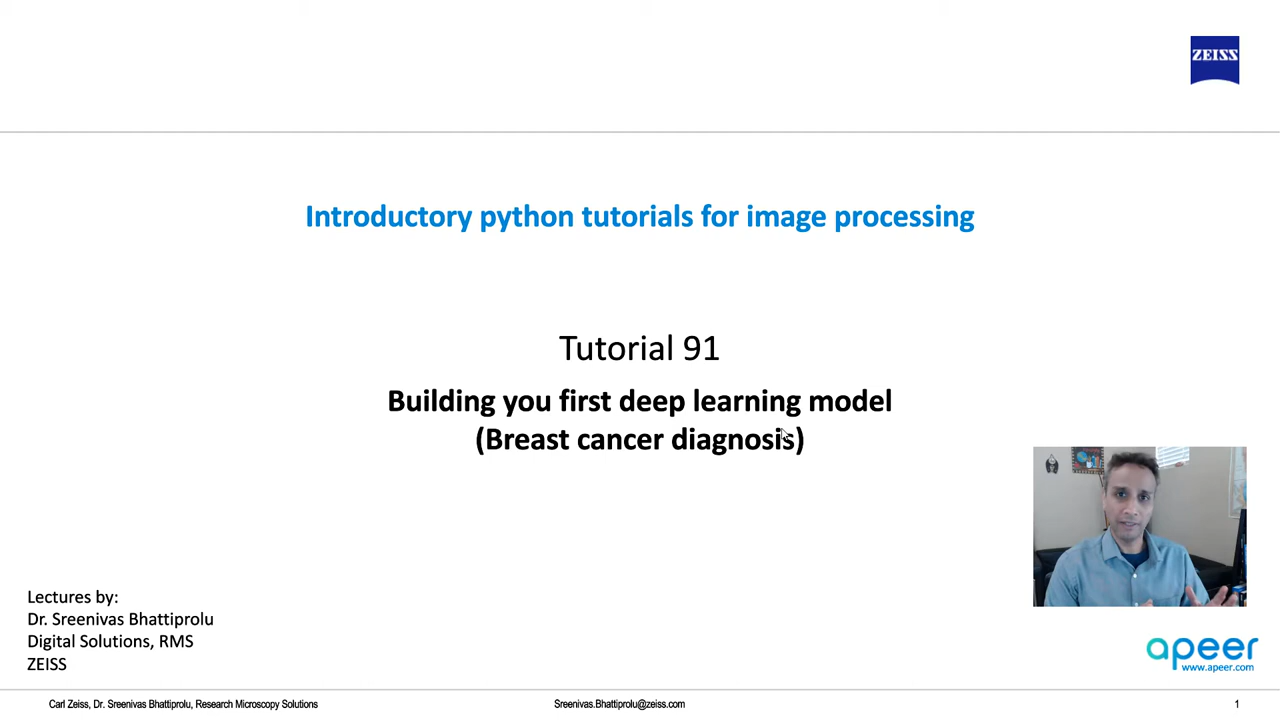 ZEISS
Introductory python tutorials for image processing
Tutorial 91
Building you first deep learning model
(Breast cancer diagnosis)
Lectures by:
Dr. Sreenivas Bhattiprolu
Digital Solutions, RMS
ZEISS
apeer
www.apeer.com
Carl Zeiss, Dr. Sreenivas Bhattiprolu, Research Microscopy Solutions
Sreenivas.Bhattiprolu@zeiss.com
1